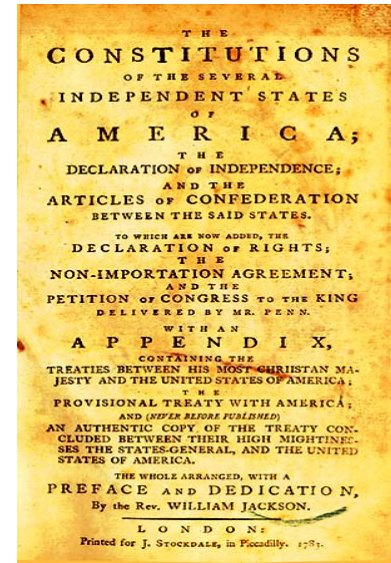 THE
CONSTITUTIONS
OF THE SEVERAL
INDEPENDENT STATES
OF
AMERICA;
THE
DECLARATION OF INDEPENDENCE;
AND THE
ARTICLES OF CONFEDERATION
BETWEEN THE SAID STATES.
TO WHICH ARE NOW ADDED, THE
DECLARATION OF RIGHTS;
THE
NON-IMPORTATION AGREEMENT;
AND THE
PETITION OF CONGRESS TO THE KING
DELIVERED BY MR. PENN.
WITH AN
APPENDIX,
CONTAINING THE
TREATIES BETWEEN HIS MOST CHRIISTAN MA-
JESTY AND THE UNITED STATES OF AMERICA;
THE
PROVISIONAL TREATY WITH AMERICA;
AND (NEVER BEFORE PUBLISHED)
AN AUTHENTIC COPY OF THE TREATY CON-
CLUDED BETWEEN THEIR HIGH MIGHTINES-
SES THE STATES-GENERAL, AND THE UNITED
STATES OF AMERICA.
THE WHOLE ARRANGED, WITH A
PREFACE AND DEDICATION,
By the Rev. WILLIAM JACKSON.
LONDON:
Printed for J. STOCKDALE, in Piccadilly. 1783.